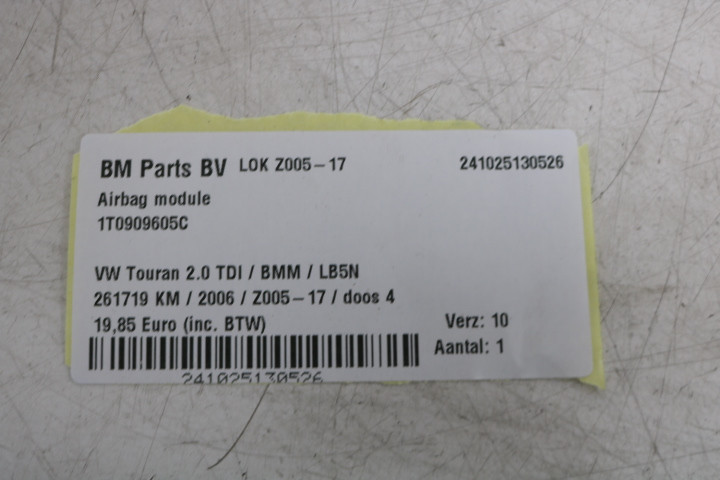 BM Parts BV LOK Z005-17 241025130526
Airbag module
1T0909605C
VW Touran 2.0 TDI / BMM / LB5N
261719 KM / 2006 / Z005-17 / doos 4
19,85 Euro (inc. BTW) Verz: 10
Aantal: 1
241025130526